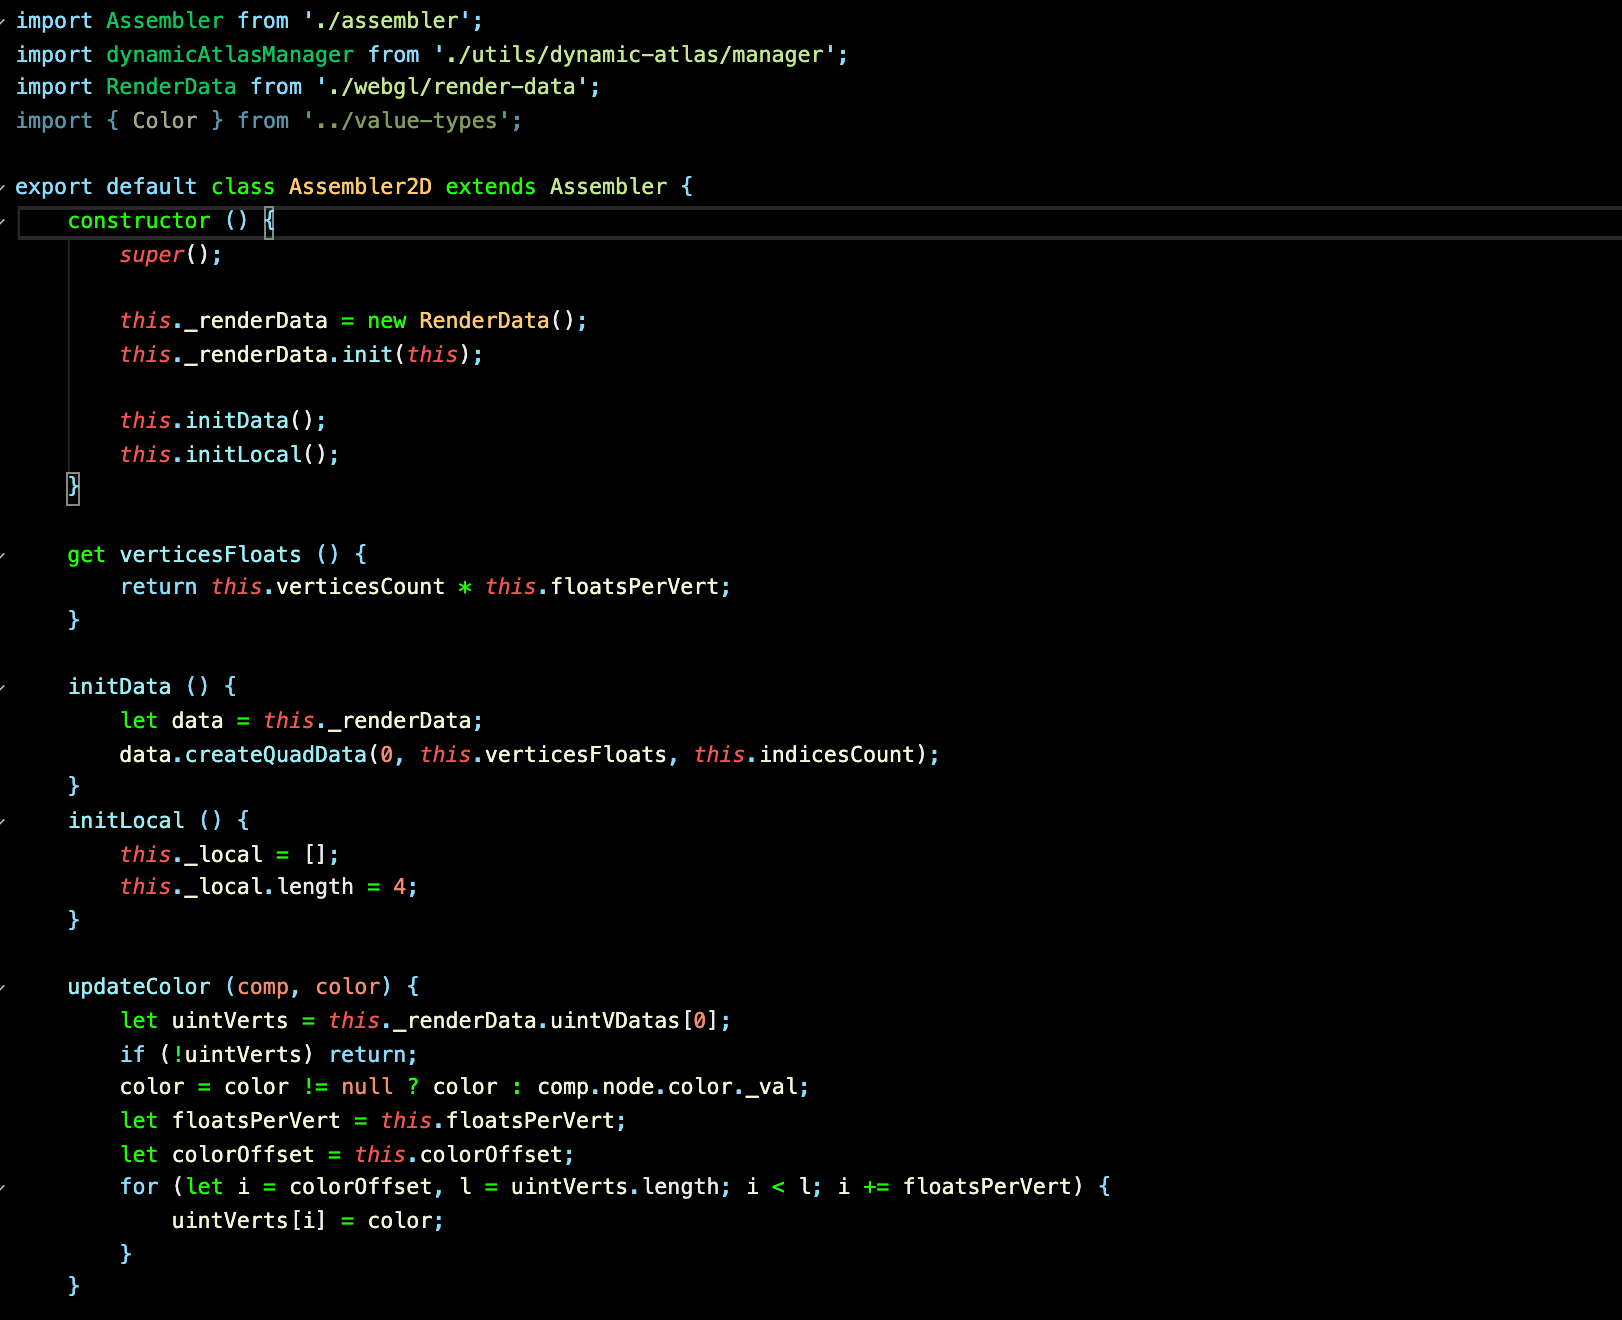 import Assembler from './assembler';
import dynamicAtlasManager from './utils/dynamic-atlas/manager';
import RenderData from './webgl/render-data';
import { Color } from '../value-types';

export default class Assembler2D extends Assembler {
    constructor () {
        super();

        this._renderData = new RenderData();
        this._renderData.init(this);

        this.initData();
        this.initLocal();
    }

    get verticesFloats () {
        return this.verticesCount * this.floatsPerVert;
    }

    initData () {
        let data = this._renderData;
        data.createQuadData(0, this.verticesFloats, this.indicesCount);
    }
    initLocal () {
        this._local = [];
        this._local.length = 4;
    }

    updateColor (comp, color) {
        let uintVerts = this._renderData.uintVDatas[0];
        if (!uintVerts) return;
        color = color != null ? color : comp.node.color._val;
        let floatsPerVert = this.floatsPerVert;
        let colorOffset = this.colorOffset;
        for (let i = colorOffset, l = uintVerts.length; i < l; i += floatsPerVert) {
            uintVerts[i] = color;
        }
    }